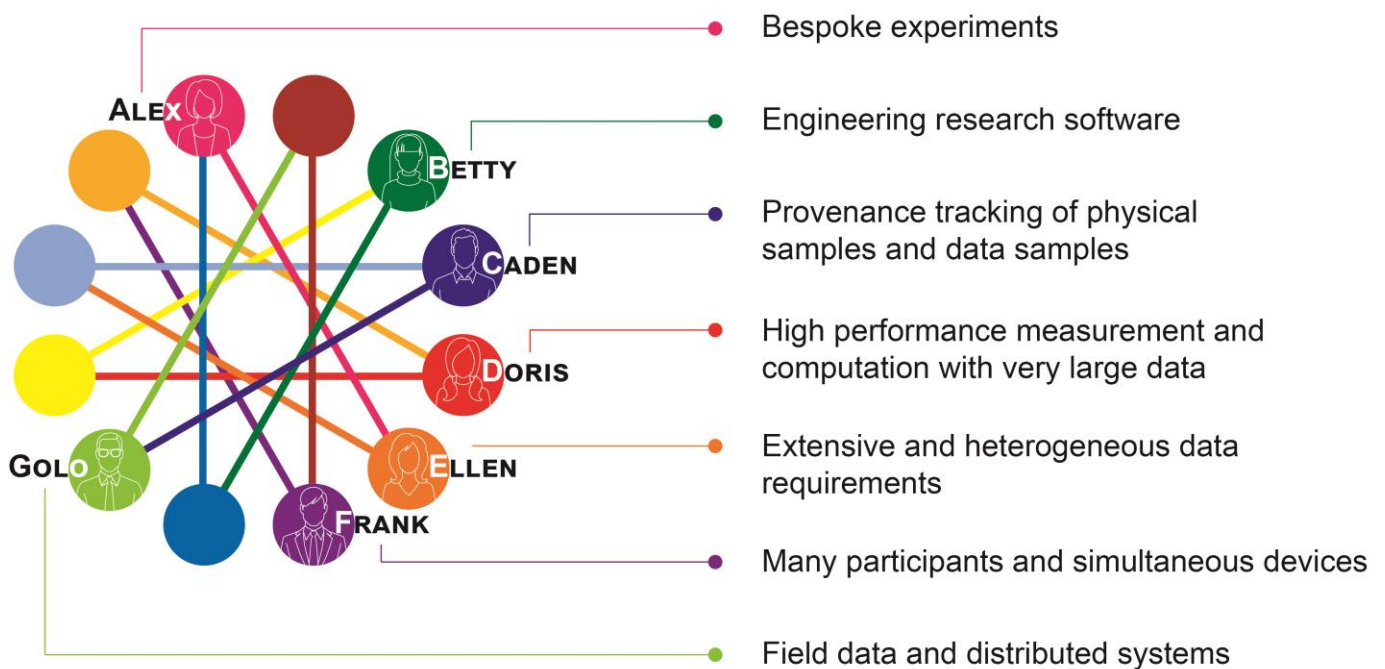 Bespoke experiments
ALEX
Engineering research software
BETTY
Provenance tracking of physical
samples and data samples
CADEN
High performance measurement and
computation with very large data
DORIS
Extensive and heterogeneous data
requirements
ELLEN
GOLO
FRANK
Many participants and simultaneous devices
Field data and distributed systems